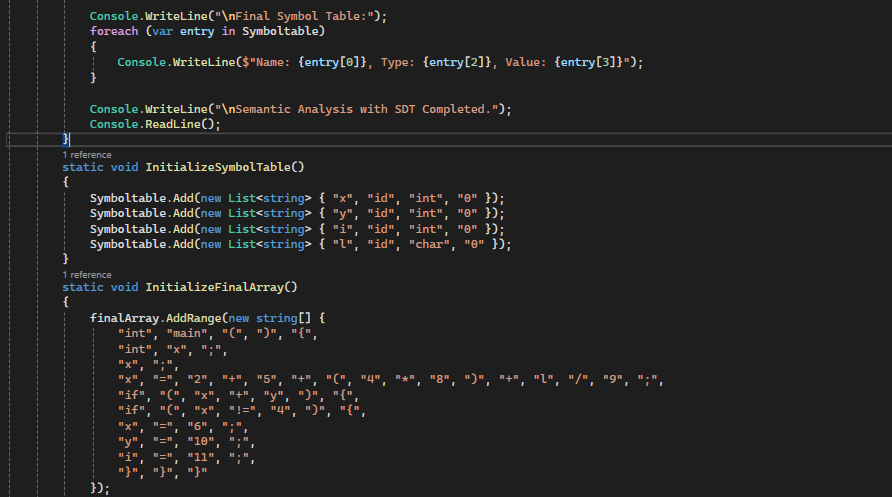 Console.WriteLine("\nFinal Symbol Table:");
foreach (var entry in Symboltable)
{
Console.WriteLine($"Name: {entry[0]}, Type: {entry[2]}, Value: {entry[3]}");
}
Console.WriteLine("\nSemantic Analysis with SDT Completed.");
Console.ReadLine();
}
1 reference
static void InitializeSymbolTable()
{
Symboltable.Add(new List<string> { "x", "id", "int", "0" });
Symboltable.Add(new List<string> { "y", "id", "int", "0" });
Symboltable.Add(new List<string> { "i", "id", "int", "0" });
Symboltable.Add(new List<string> { "l", "id", "char", "0" });
}
1 reference
static void InitializeFinalArray()
{
finalArray.AddRange(new string[] {
"int", "main", "(", ")", "{",
"int", "x", ";",
"x", ";",
"x", "=", "2", "+", "5", "+", "(", "4", "*", "8", ")", "+", "l", "/", "9", ";",
"if", "(", "x", "+", "y", ")", "{",
"if", "(", "x", "!=", "4", ")", "{",
"x", "=", "6", ";",
"y", "=", "10", ";",
"i", "=", "11", ";",
"}", "}", "}"
});